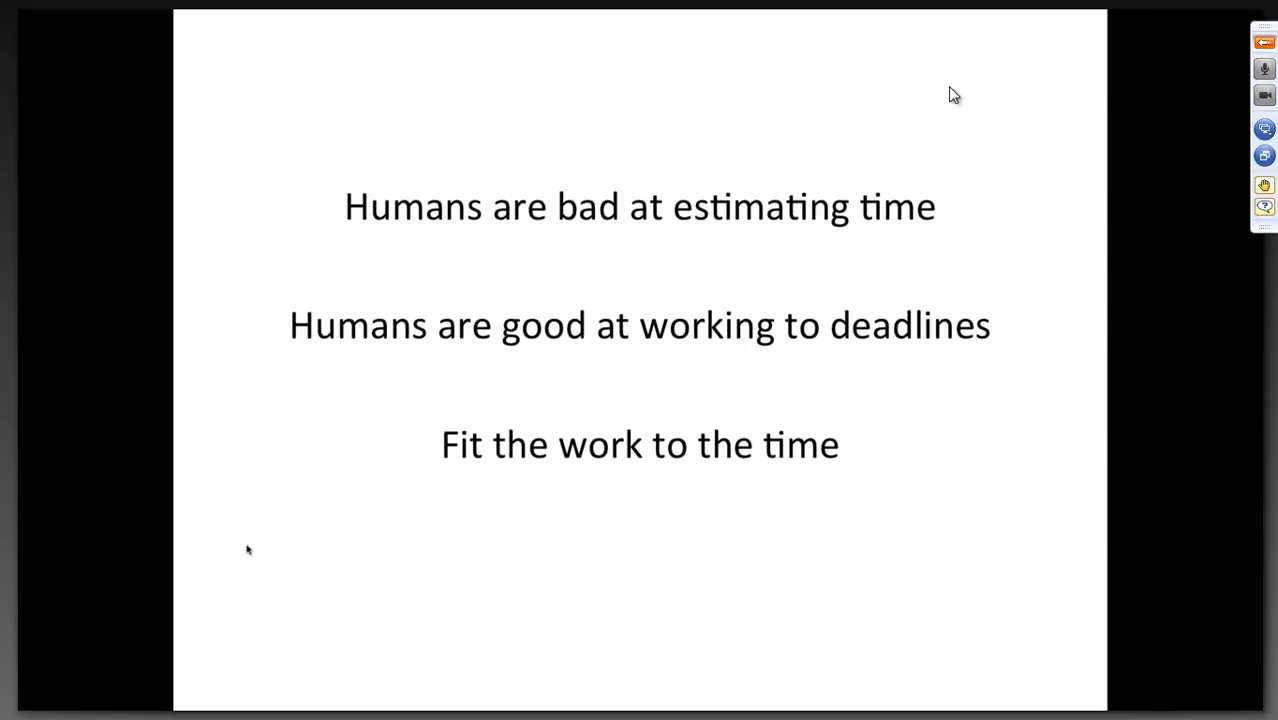 Humans are bad at estimating time
Humans are good at working to deadlines
Fit the work to the time